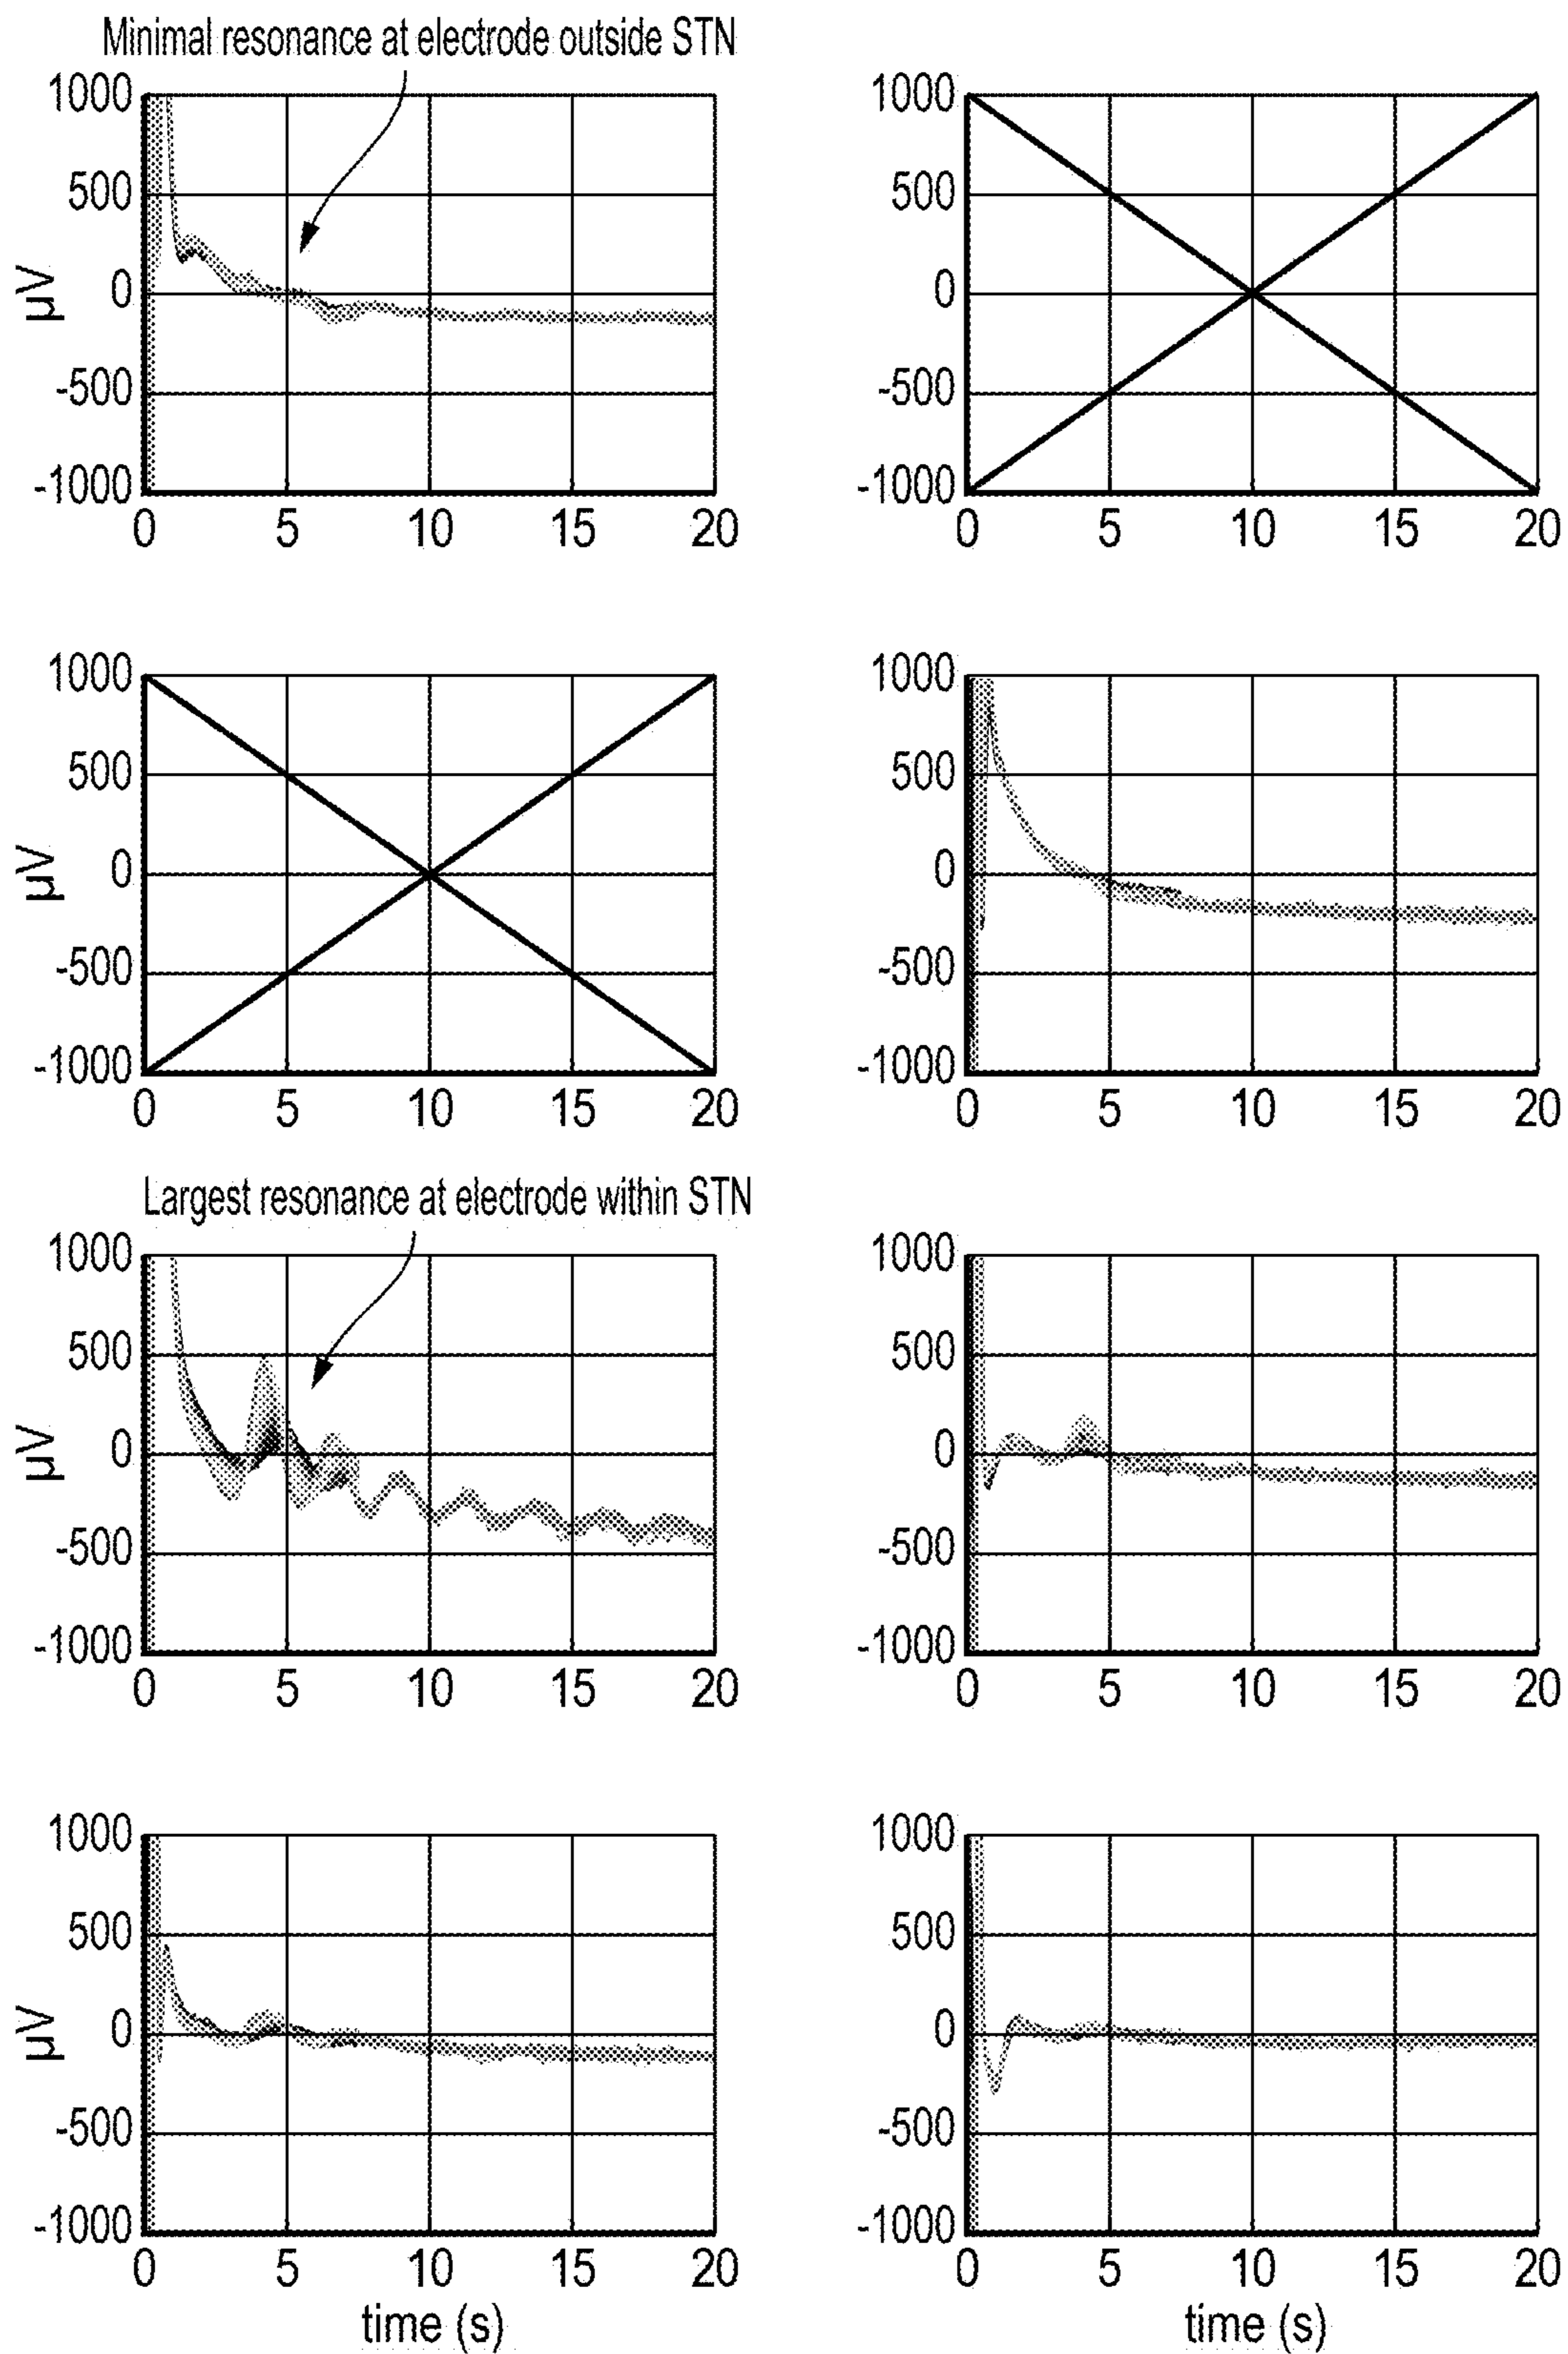 Minimal resonance at electrode outside STN
1000 1000
500 500
µV 0 0
-500 -500
-1000 -1000
0 5 10 15 20 0 5 10 15 20
1000 1000
500 500
µV 0 0
-500 -500
-1000 -1000
0 5 10 15 20 0 5 10 15 20
Largest resonance at electrode within STN
1000 1000
500 500
µV 0 0
-500 -500
-1000 -1000
0 5 10 15 20 0 5 10 15 20
1000 1000
500 500
µV 0 0
-500 -500
-1000 -1000
0 5 10 15 20 0 5 10 15 20
time (s) time (s)